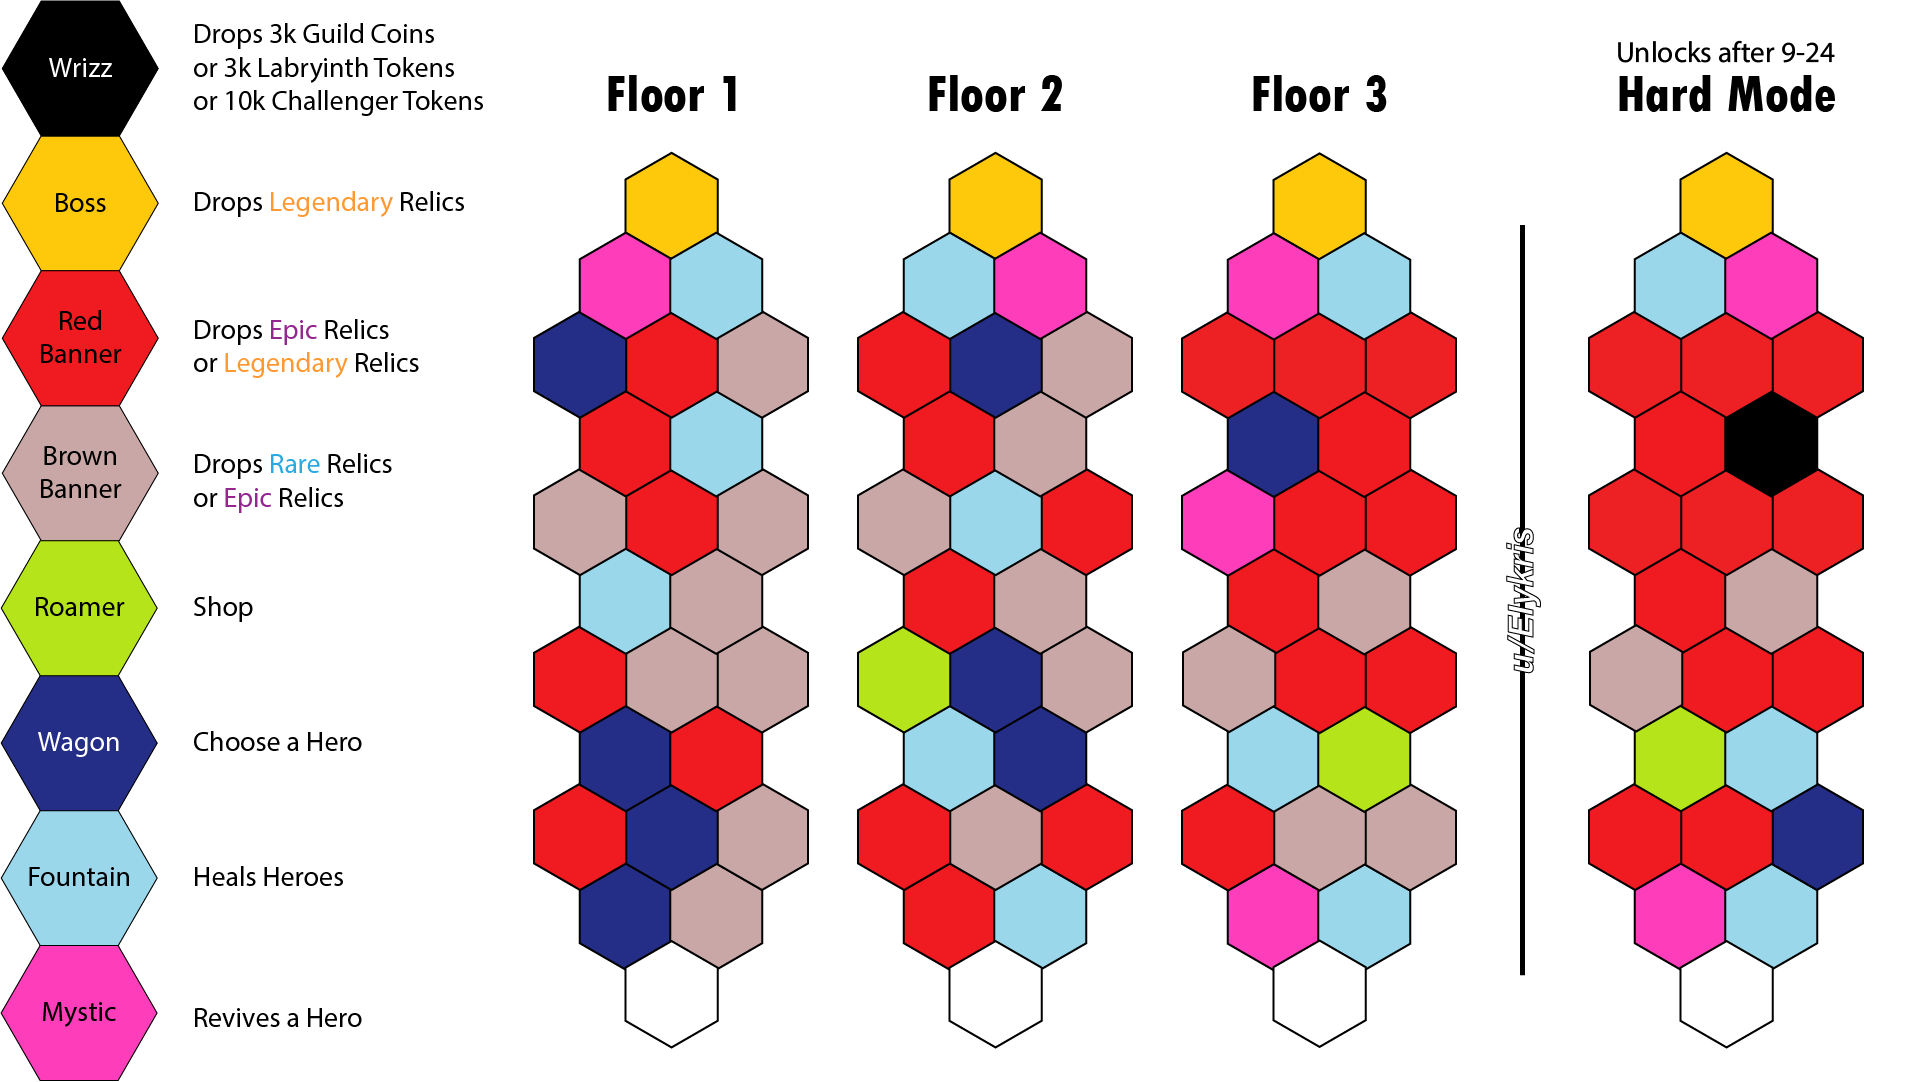 Wrizz
Drops 3k Guild Coins
or 3k Labryinth Tokens
or 10k Challenger Tokens
Boss
Drops Legendary Relics
Red
Banner
Drops Epic Relics
or Legendary Relics
Brown
Banner
Drops Rare Relics
or Epic Relics
Roamer
Shop
Wagon
Choose a Hero
Fountain
Heals Heroes
Mystic
Revives a Hero
Floor 1
Floor 2
Floor 3
Unlocks after 9-24
Hard Mode
u/Elykris